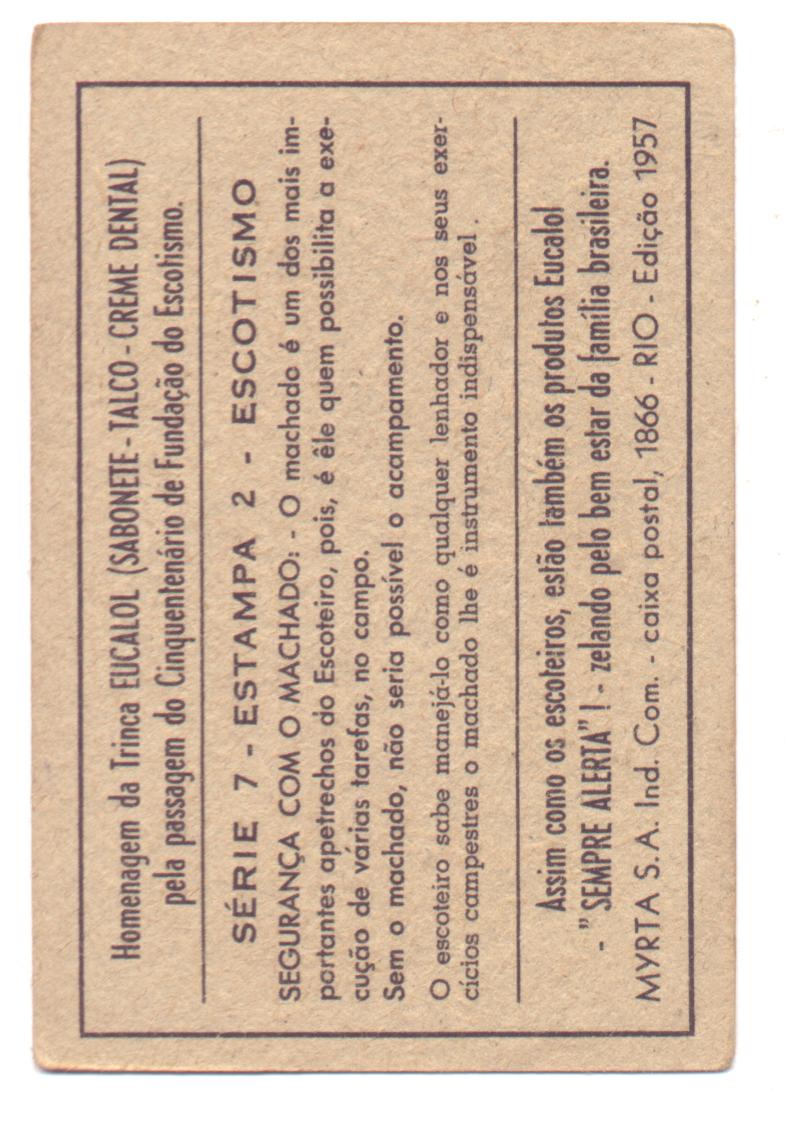 Homenagem da Trinca EUCALOL (SABONETE - TALCO - CREME DENTAL)
pela passagem do Cinquentenário de Fundação do Escotismo.
SÉRIE 7 - ESTAMPA 2 - ESCOTISMO
SEGURANÇA COM O MACHADO: - O machado é um dos mais im-
portantes apetrechos do Escoteiro, pois, é êle quem possibilita a exe-
cução de várias tarefas, no campo.
Sem o machado, não seria possível o acampamento.
O escoteiro sabe manejá-lo como qualquer lenhador e nos seus exer-
cícios campestres o machado lhe é instrumento indispensável.
Assim como os escoteiros, estão também os produtos Eucalol
- "SEMPRE ALERTA" ! - zelando pelo bem estar da família brasileira.
MYRTA S. A. Ind. Com. - caixa postal, 1866 - RIO - Edição 1957